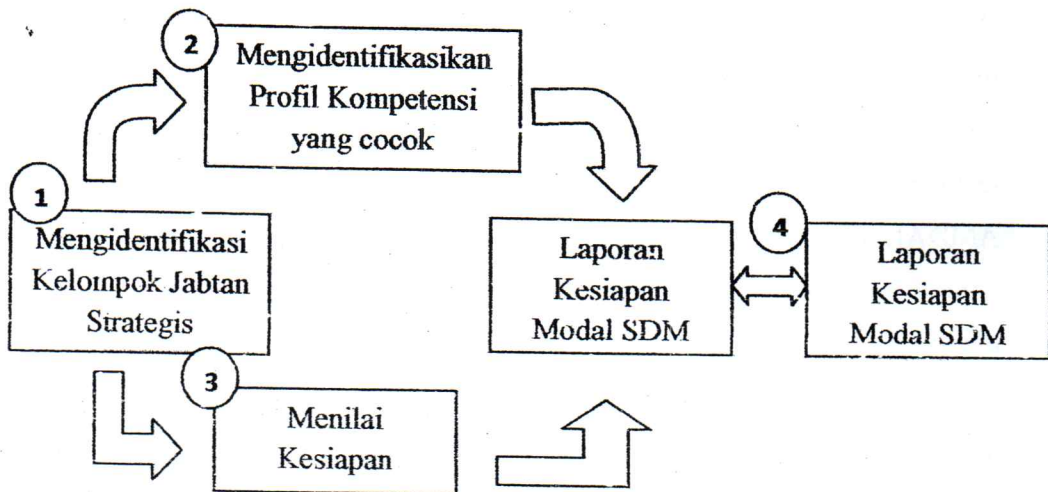 2
Mengidentifikasikan
Profil Kompetensi
yang cocok
1
Mengidentifikasi
Kelompok Jabtan
Strategis
3
Menilai
Kesiapan
Laporan
Kesiapan
Modal SDM
4
Laporan
Kesiapan
Modal SDM